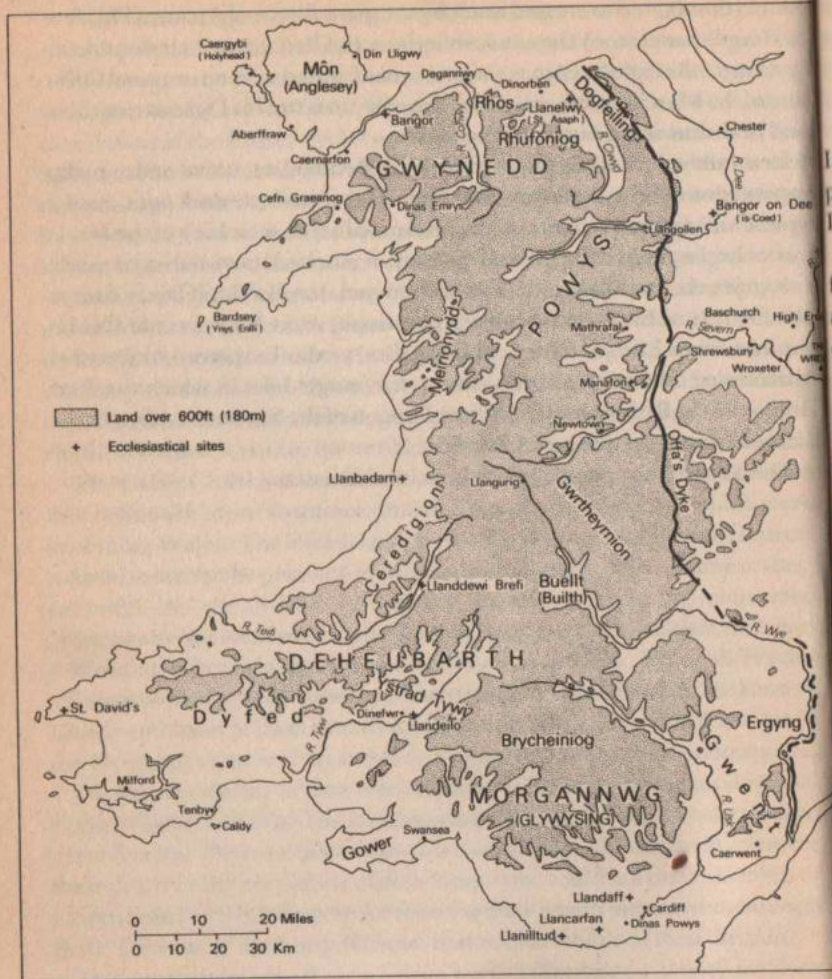 Caergybi
(Holyhead)
Din Lligwy
Môn
(Anglesey)
Degannwy
Dinorben
Rhos
Llanelwy
(St. Asaph)
Dogfeiling
Aberffraw
Bangor
R. Conwy
Rhufoniog
R. Clwyd
Chester
R. Dee
Caernarfon
GWYNEDD
Cefn Graeanog
Dinas Emrys
Bangor on Dee
(is-Coed)
Llangollen
POWYS
Bardsey
(Ynys Enlli)
Meirionydd
Mathrafal
Baschurch
R. Severn
Shrewsbury
Wroxeter
Manafon
Land over 600ft (180m)
Ecclesiastical sites
Newtown
Offa's Dyke
Llanbadarn
Llangurig
Gwrtheyrnion
Ceredigion
Llanddewi Brefi
Buellt
(Builth)
R. Teifi
R. Wye
DEHEUBARTH
Ystrad Tywi
St. David's
Dyfed
Dinefwr
Llandeilo
R. Tywi
Brycheiniog
Ergyng
Gwent
Milford
Tenby
Caldy
MORGANNWG
(GLYWYSING)
R. Usk
Gower
Swansea
Caerwent
Llandaff
Cardiff
Llancarfan
Dinas Powys
Llanilltud
0 10 20 Miles
0 10 20 30 Km